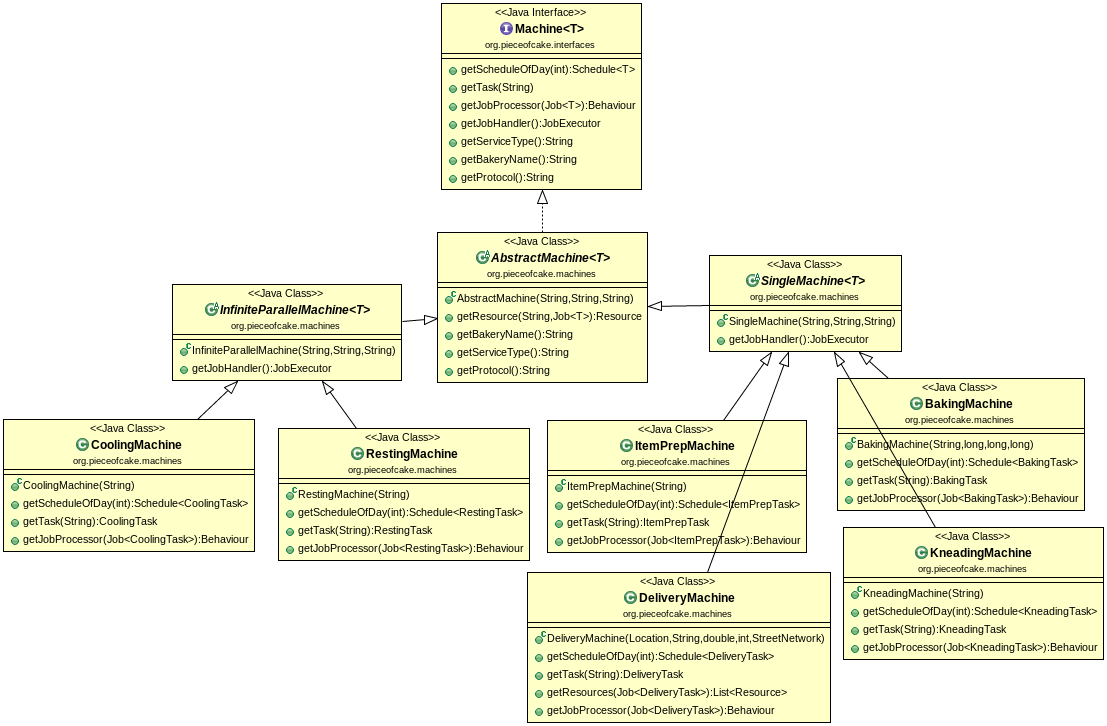 <<Java Interface>>
Machine<T>
org.pieceofcake.interfaces
getScheduleOfDay(int):Schedule<T>
getTask(String)
getJobProcessor(Job<T>):Behaviour
getJobHandler():JobExecutor
getServiceType():String
getBakeryName():String
getProtocol():String
<<Java Class>>
AbstractMachine<T>
org.pieceofcake.machines
AbstractMachine(String,String,String)
getResource(String,Job<T>):Resource
getBakeryName():String
getServiceType():String
getProtocol():String
<<Java Class>>
SingleMachine<T>
org.pieceofcake.machines
SingleMachine(String,String,String)
getJobHandler():JobExecutor
<<Java Class>>
InfiniteParallelMachine<T>
org.pieceofcake.machines
InfiniteParallelMachine(String,String,String)
getJobHandler():JobExecutor
<<Java Class>>
CoolingMachine
org.pieceofcake.machines
CoolingMachine(String)
getScheduleOfDay(int):Schedule<CoolingTask>
getTask(String):CoolingTask
getJobProcessor(Job<CoolingTask>):Behaviour
<<Java Class>>
RestingMachine
org.pieceofcake.machines
RestingMachine(String)
getScheduleOfDay(int):Schedule<RestingTask>
getTask(String):RestingTask
getJobProcessor(Job<RestingTask>):Behaviour
<<Java Class>>
ItemPrepMachine
org.pieceofcake.machines
ItemPrepMachine(String)
getScheduleOfDay(int):Schedule<ItemPrepTask>
getTask(String):ItemPrepTask
getJobProcessor(Job<ItemPrepTask>):Behaviour
<<Java Class>>
BakingMachine
org.pieceofcake.machines
BakingMachine(String,long,long,long)
getScheduleOfDay(int):Schedule<BakingTask>
getTask(String):BakingTask
getJobProcessor(Job<BakingTask>):Behaviour
<<Java Class>>
KneadingMachine
org.pieceofcake.machines
KneadingMachine(String)
getScheduleOfDay(int):Schedule<KneadingTask>
getTask(String):KneadingTask
getJobProcessor(Job<KneadingTask>):Behaviour
<<Java Class>>
DeliveryMachine
org.pieceofcake.machines
DeliveryMachine(Location,String,double,int,StreetNetwork)
getScheduleOfDay(int):Schedule<DeliveryTask>
getTask(String):DeliveryTask
getResources(Job<DeliveryTask>):List<Resource>
getJobProcessor(Job<DeliveryTask>):Behaviour